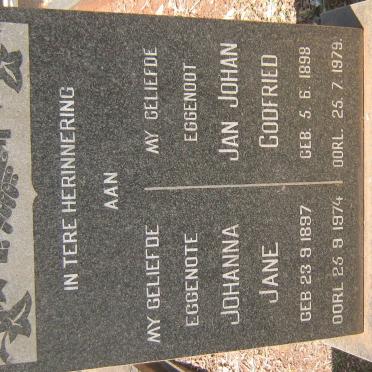 IN TERE HERINNERING
AAN
MY GELIEFDE
EGGENOTE
JOHANNA
JANE
GEB 23 9 1897
OORL 25 9 1974
MY GELIEFDE
EGGENOOT
JAN JOHAN
GODFRIED
GEB. 5. 6. 1898
OORL. 25. 7. 1979.